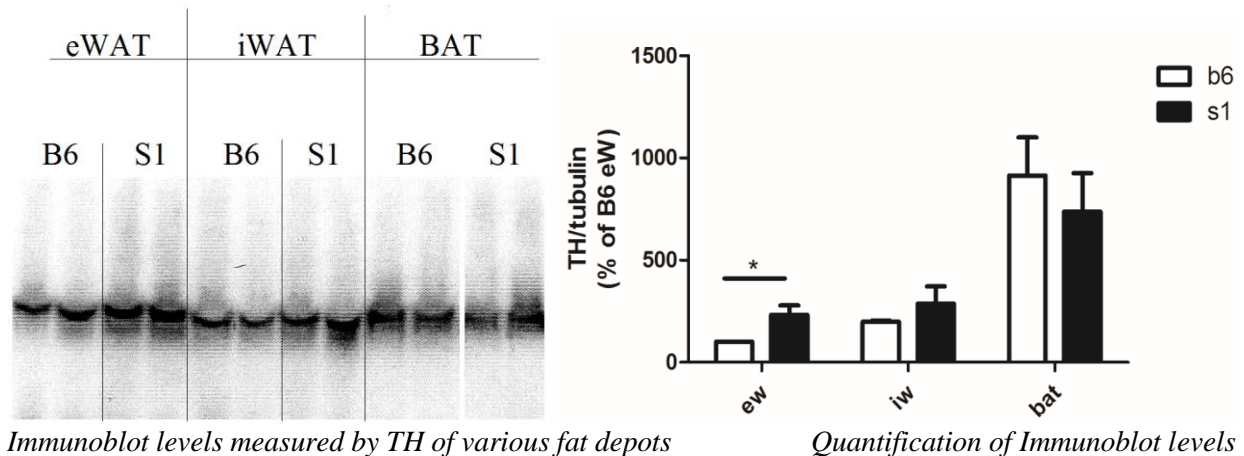 eWAT iWAT BAT
B6 S1 B6 S1 B6 S1
TH/tubulin
(% of B6 eW)
1500
1000
500
0
*
ew iw bat
b6
s1
Immunoblot levels measured by TH of various fat depots
Quantification of Immunoblot levels